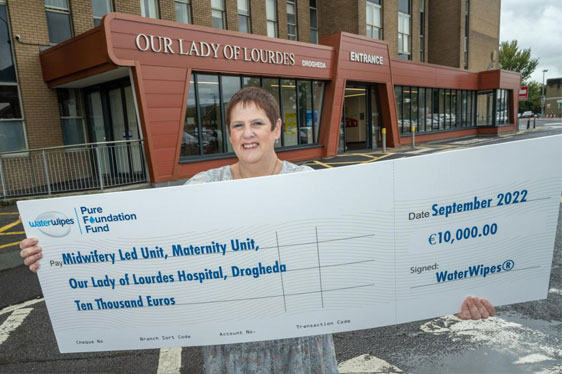 OUR LADY OF LOURDES
DROGHEDA
ENTRANCE
waterwipes
Pure Foundation Fund
Date September 2022
Pay Midwifery Led Unit, Maternity Unit,
€10,000.00
Our Lady of Lourdes Hospital, Drogheda
Ten Thousand Euros
Signed: WaterWipes®
Cheque No Branch Sort Code Account No. Transaction Code